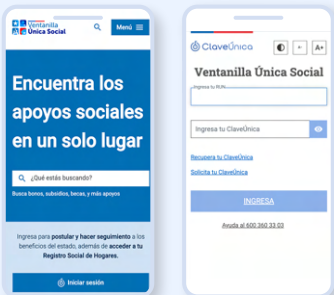 Ventanilla
Única Social
Menú
Encuentra los
apoyos sociales
en un solo lugar
¿Qué estás buscando?
Busca bonos, subsidios, becas, y más apoyos
Ingresa para postular y hacer seguimiento a los
beneficios del estado, además de acceder a tu
Registro Social de Hogares.
Iniciar sesión
ClaveÚnica
A+
Ventanilla Única Social
Ingresa tu RUN
Ingresa tu ClaveÚnica
Recupera tu ClaveÚnica
Solicita tu ClaveÚnica
INGRESA
Ayuda al 600 360 33 03